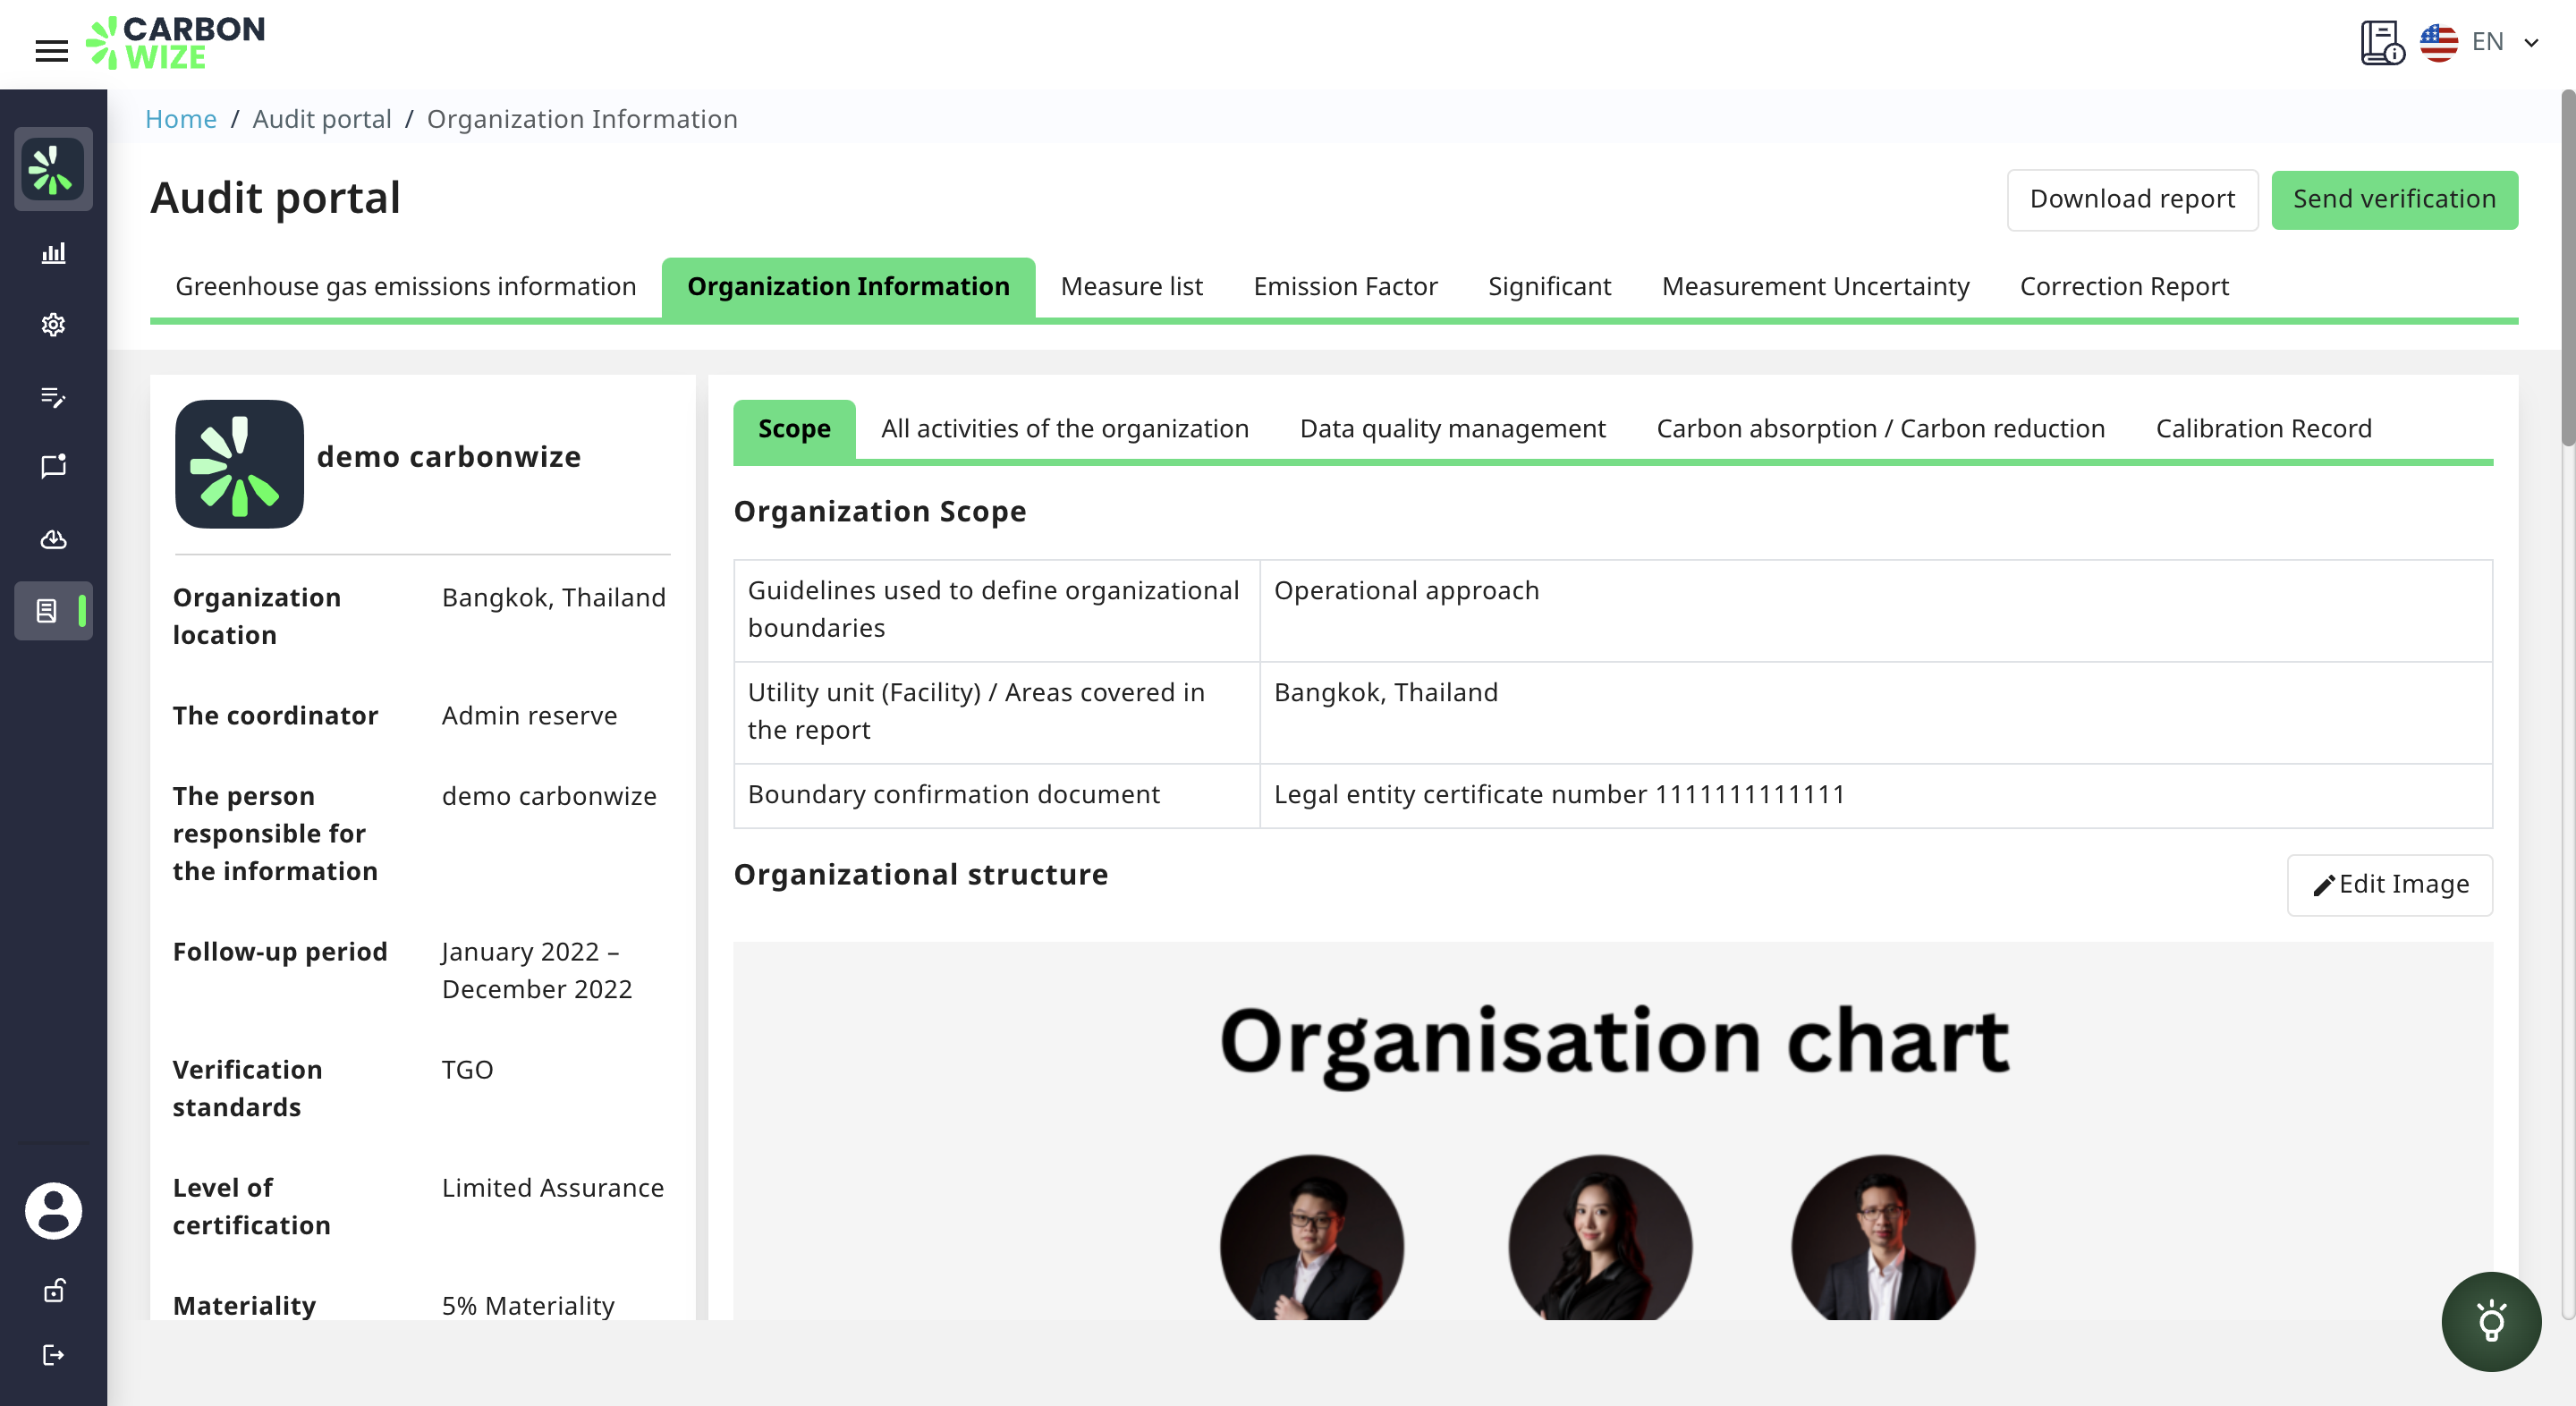 CARBON
WIZE
EN
Home / Audit portal / Organization Information
Audit portal
Download report
Send verification
Greenhouse gas emissions information
Organization Information
Measure list
Emission Factor
Significant
Measurement Uncertainty
Correction Report
demo carbonwize
Organization
location
Bangkok, Thailand
The coordinator
Admin reserve
The person
responsible for
the information
demo carbonwize
Follow-up period
January 2022 –
December 2022
Verification
standards
TGO
Level of
certification
Limited Assurance
Materiality
5% Materiality
Scope
All activities of the organization
Data quality management
Carbon absorption / Carbon reduction
Calibration Record
Organization Scope
Guidelines used to define organizational
boundaries
Operational approach
Utility unit (Facility) / Areas covered in
the report
Bangkok, Thailand
Boundary confirmation document
Legal entity certificate number 1111111111111
Organizational structure
Edit Image
Organisation chart